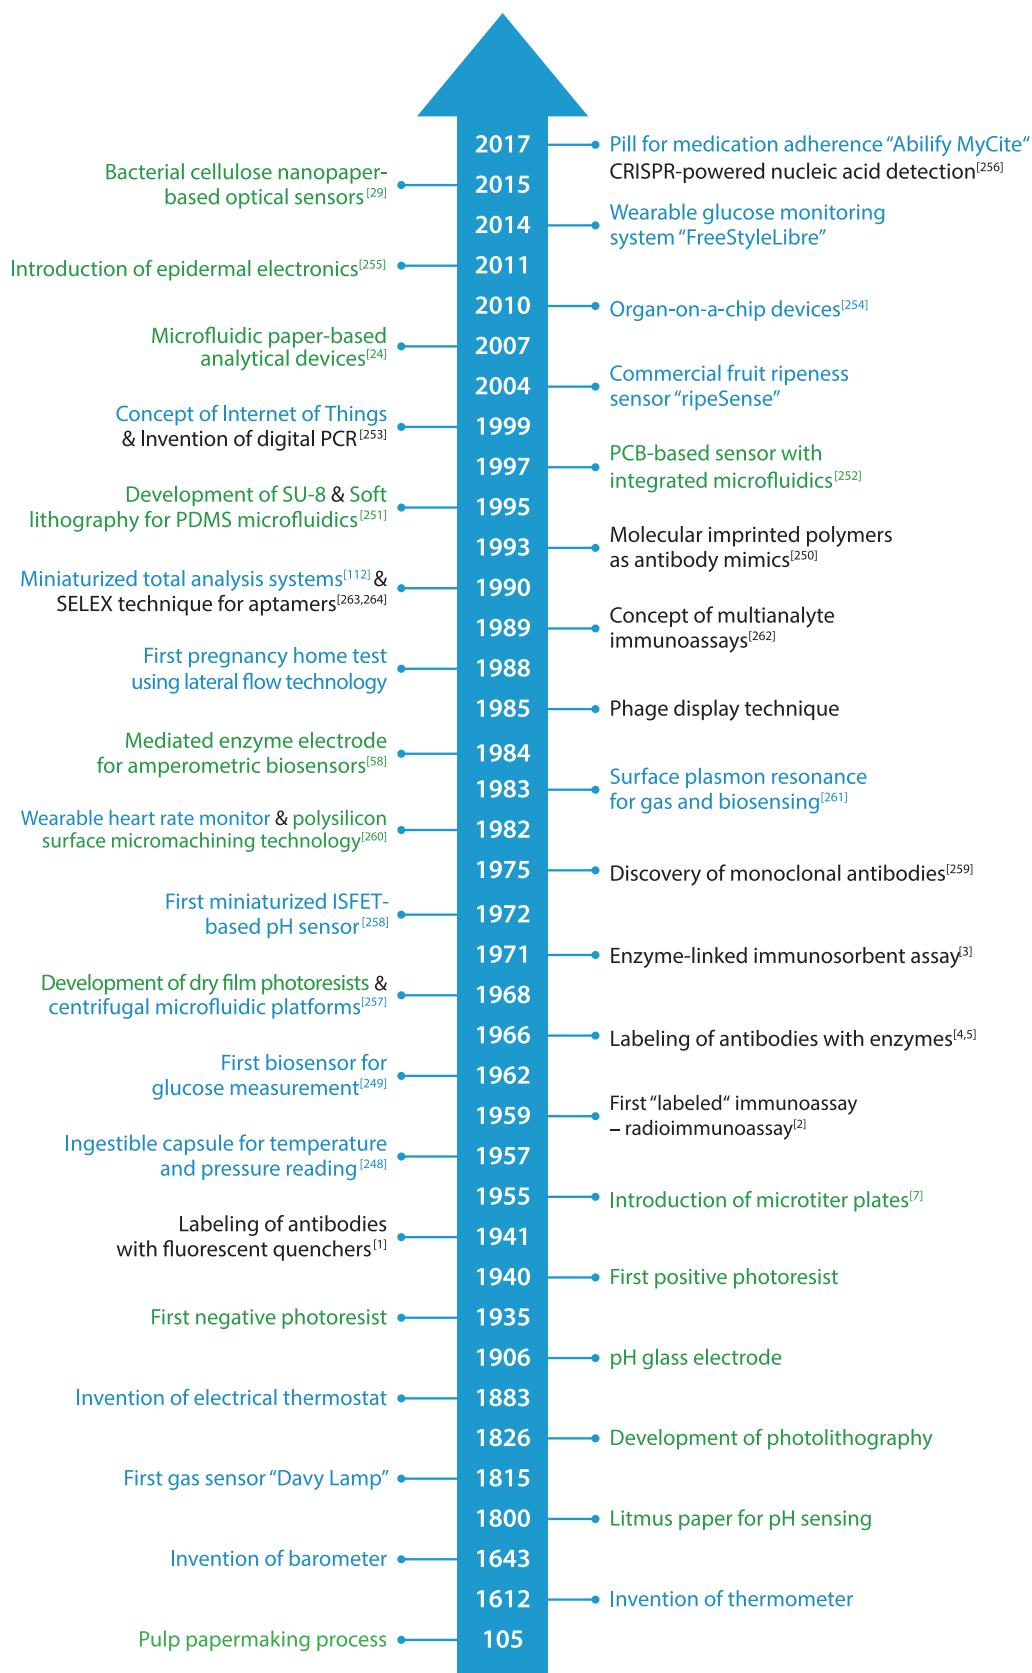 2017
Pill for medication adherence “Abilify MyCite“
CRISPR-powered nucleic acid detection[256]
Bacterial cellulose nanopaper-
based optical sensors[29]
2015
2014
Wearable glucose monitoring
system “FreeStyleLibre”
Introduction of epidermal electronics[255]
2011
2010
Organ-on-a-chip devices[254]
Microfluidic paper-based
analytical devices[24]
2007
2004
Commercial fruit ripeness
sensor “ripeSense”
Concept of Internet of Things
& Invention of digital PCR[253]
1999
1997
PCB-based sensor with
integrated microfluidics[252]
Development of SU-8 & Soft
lithography for PDMS microfluidics[251]
1995
1993
Molecular imprinted polymers
as antibody mimics[250]
Miniaturized total analysis systems[112] &
SELEX technique for aptamers[263,264]
1990
1989
Concept of multianalyte
immunoassays[262]
First pregnancy home test
using lateral flow technology
1988
1985
Phage display technique
Mediated enzyme electrode
for amperometric biosensors[58]
1984
1983
Surface plasmon resonance
for gas and biosensing[261]
Wearable heart rate monitor & polysilicon
surface micromachining technology[260]
1982
1975
Discovery of monoclonal antibodies[259]
First miniaturized ISFET-
based pH sensor[258]
1972
1971
Enzyme-linked immunosorbent assay[3]
Development of dry film photoresists &
centrifugal microfluidic platforms[257]
1968
1966
Labeling of antibodies with enzymes[4,5]
First biosensor for
glucose measurement[249]
1962
1959
First “labeled“ immunoassay
– radioimmunoassay[2]
Ingestible capsule for temperature
and pressure reading[248]
1957
1955
Introduction of microtiter plates[7]
Labeling of antibodies
with fluorescent quenchers[1]
1941
1940
First positive photoresist
First negative photoresist
1935
1906
pH glass electrode
Invention of electrical thermostat
1883
1826
Development of photolithography
First gas sensor “Davy Lamp”
1815
1800
Litmus paper for pH sensing
Invention of barometer
1643
1612
Invention of thermometer
Pulp papermaking process
105